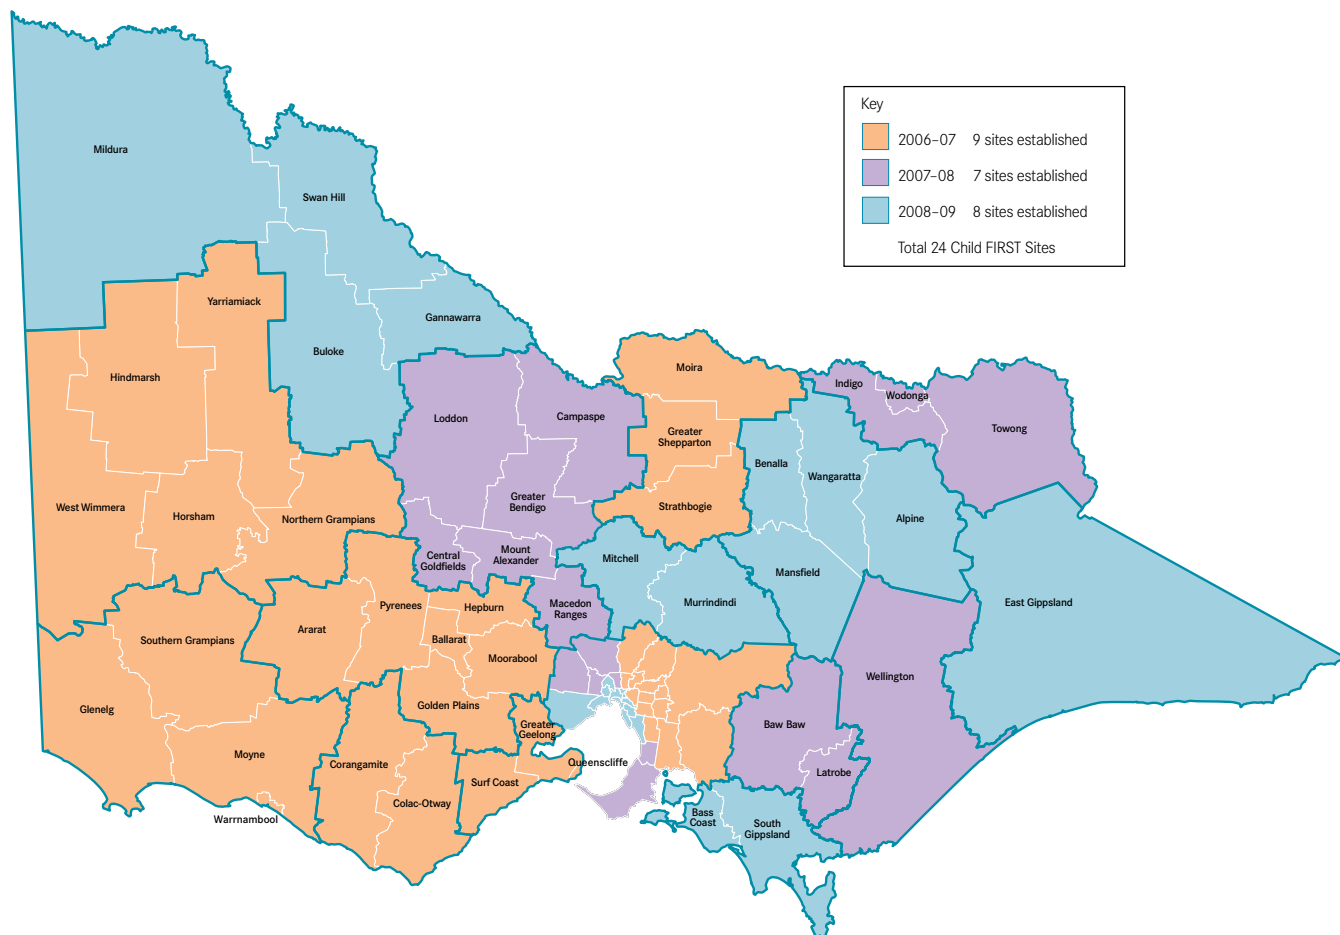 Key
2006–07 9 sites established
2007–08 7 sites established
2008–09 8 sites established
Total 24 Child FIRST Sites
Mildura
Swan Hill
Yarriamiack
Gannawarra
Buloke
Hindmarsh
Moira
Indigo
Wodonga
Loddon
Campaspe
Towong
Greater
Shepparton
Benalla
Wangaratta
West Wimmera
Horsham
Northern Grampians
Greater
Bendigo
Strathbogie
Alpine
Central
Goldfields
Mount
Alexander
Mitchell
Mansfield
Murrindindi
East Gippsland
Pyrenees
Hepburn
Macedon
Ranges
Southern Grampians
Ararat
Ballarat
Moorabool
Wellington
Glenelg
Golden Plains
Greater
Geelong
Baw Baw
Moyne
Corangamite
Queenscliffe
Surf Coast
Latrobe
Colac-Otway
Warrnambool
Bass
Coast
South
Gippsland